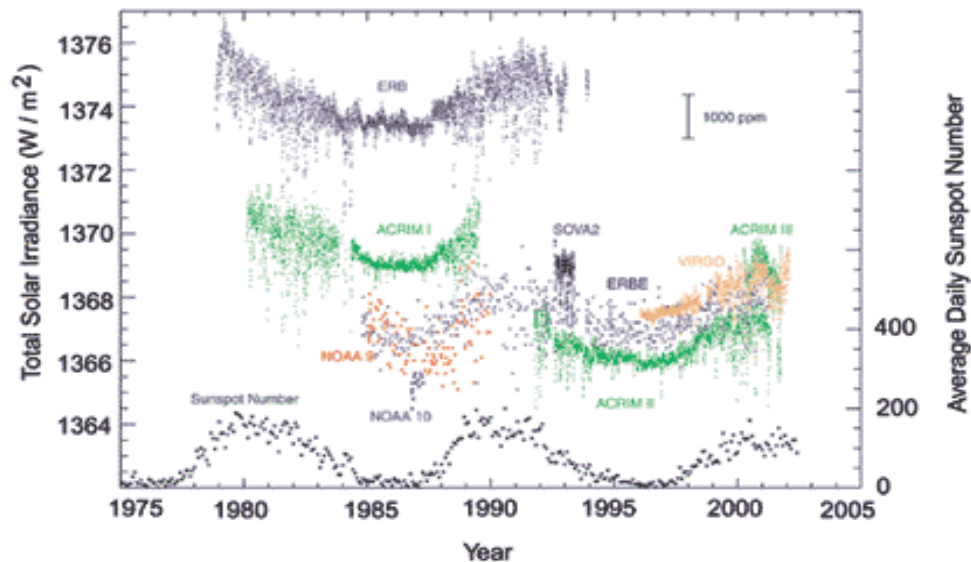 Total Solar Irradiance (W / m²)
1376
1374
1372
1370
1368
1366
1364
ERB
1000 ppm
ACRIM I
SOVA2
ACRIM III
VIRGO
ERBE
NOAA 9
NOAA 10
ACRIM II
Sunspot Number
400
200
0
Average Daily Sunspot Number
1975 1980 1985 1990 1995 2000 2005
Year